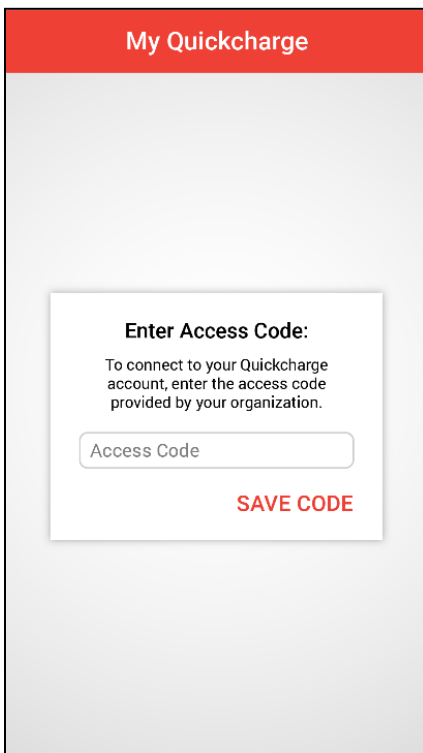 My Quickcharge
Enter Access Code:
To connect to your Quickcharge
account, enter the access code
provided by your organization.
Access Code
SAVE CODE